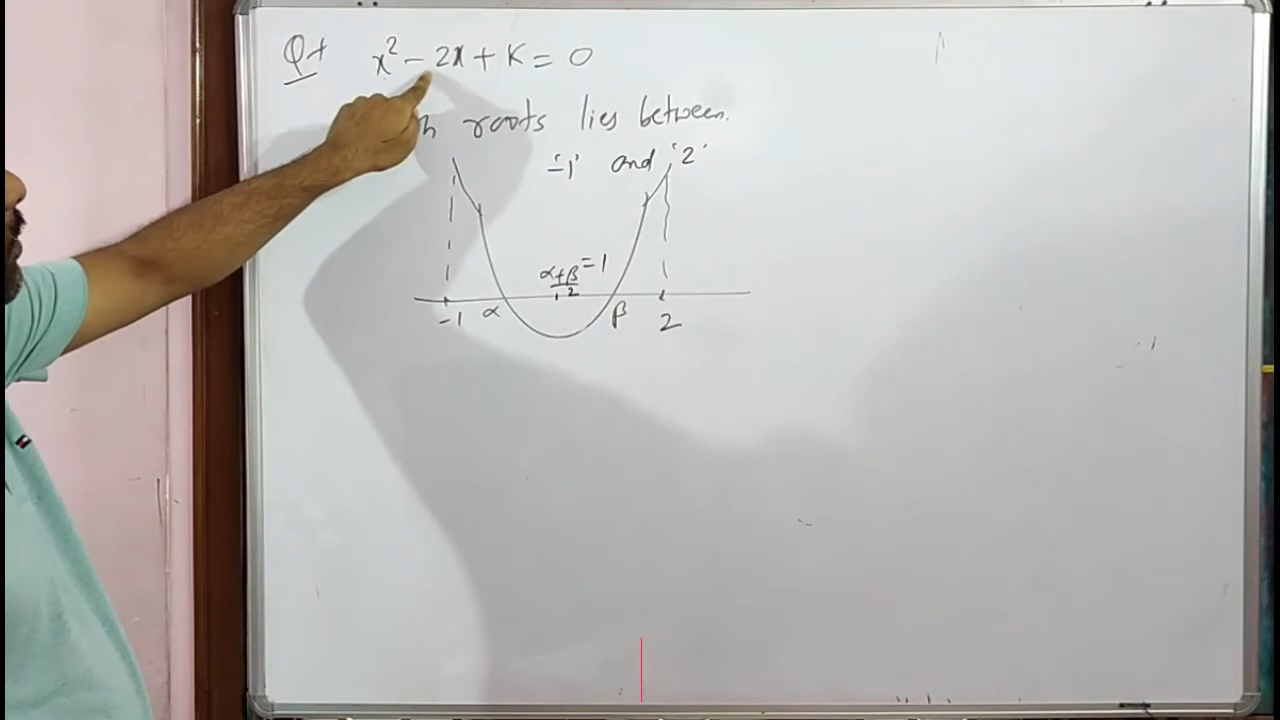 Q+ x² - 2x + K = 0
roots lies between.
'-1' and '2'
α+β/2 = 1
-1 α β 2